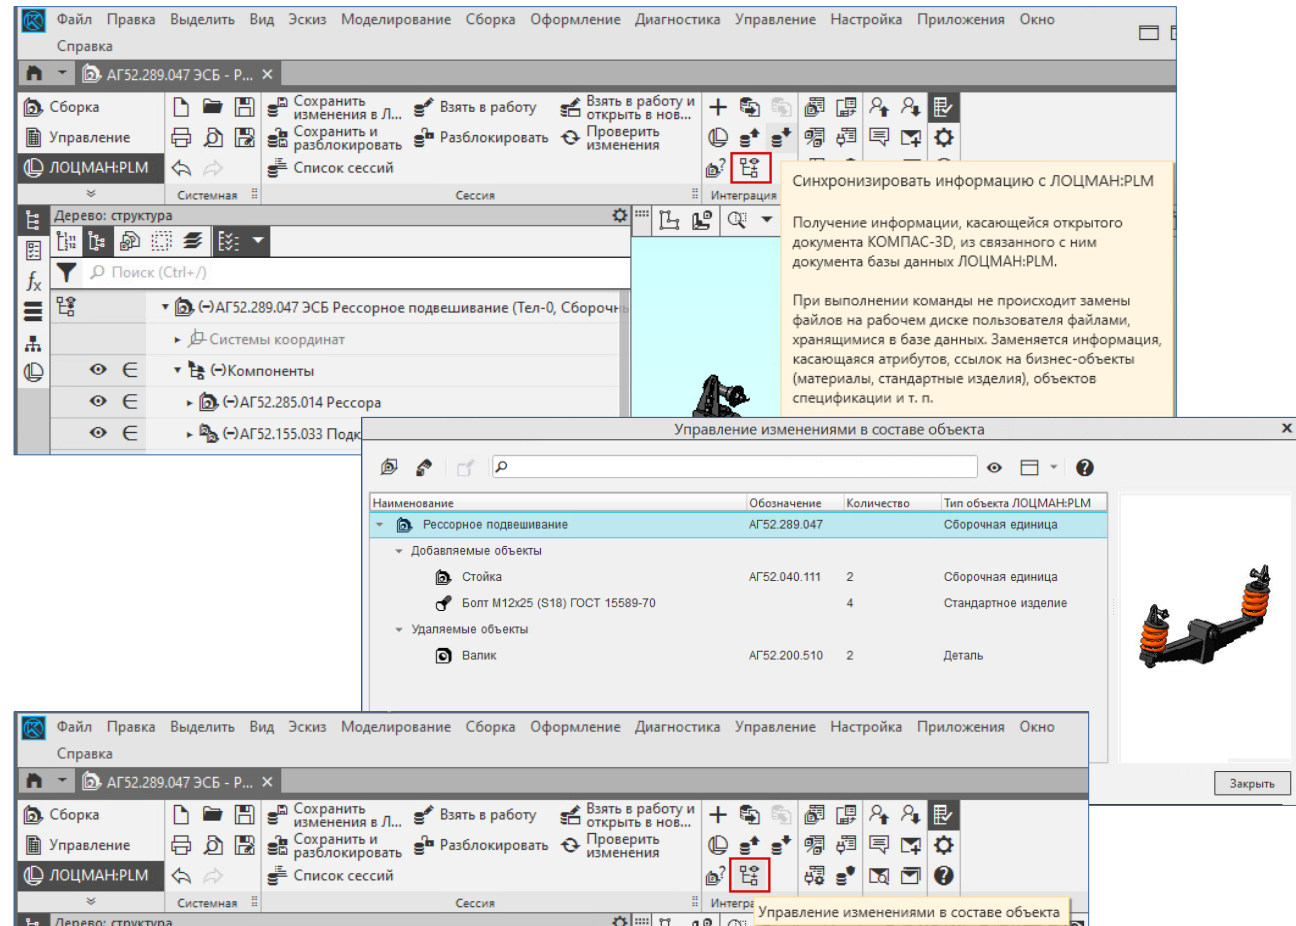 Файл Правка Выделить Вид Эскиз Моделирование Сборка Оформление Диагностика Управление Настройка Приложения Окно
Справка
АГ52.289.047 ЭСБ - Р... ×
Сборка
Управление
ЛОЦМАН:PLM
Системная
Сохранить
изменения в Л...
Сохранить и
разблокировать
Список сессий
Взять в работу
Разблокировать
Взять в работу и
открыть в нов...
Проверить
изменения
Сессия
Интеграция
Синхронизировать информацию с ЛОЦМАН:PLM
Получение информации, касающейся открытого
документа КОМПАС-3D, из связанного с ним
документа базы данных ЛОЦМАН:PLM.
При выполнении команды не происходит замены
файлов на рабочем диске пользователя файлами,
хранящимися в базе данных. Заменяется информация,
касающаяся атрибутов, ссылок на бизнес-объекты
(материалы, стандартные изделия), объектов
спецификации и т. п.
Дерево: структура
Поиск (Ctrl+/)
(-)АГ52.289.047 ЭСБ Рессорное подвешивание (Тел-0, Сборочн
Системы координат
(-)Компоненты
(-)АГ52.285.014 Рессора
(-)АГ52.155.033 Подк
Управление изменениями в составе объекта
Наименование Обозначение Количество Тип объекта ЛОЦМАН:PLM
Рессорное подвешивание АГ52.289.047 Сборочная единица
Добавляемые объекты
Стойка АГ52.040.111 2 Сборочная единица
Болт М12х25 (S18) ГОСТ 15589-70 4 Стандартное изделие
Удаляемые объекты
Валик АГ52.200.510 2 Деталь
Закрыть
Файл Правка Выделить Вид Эскиз Моделирование Сборка Оформление Диагностика Управление Настройка Приложения Окно
Справка
АГ52.289.047 ЭСБ - Р... ×
Сборка
Управление
ЛОЦМАН:PLM
Системная
Сохранить
изменения в Л...
Сохранить и
разблокировать
Список сессий
Взять в работу
Разблокировать
Взять в работу и
открыть в нов...
Проверить
изменения
Сессия
Интегра
Управление изменениями в составе объекта
Дерево: структура